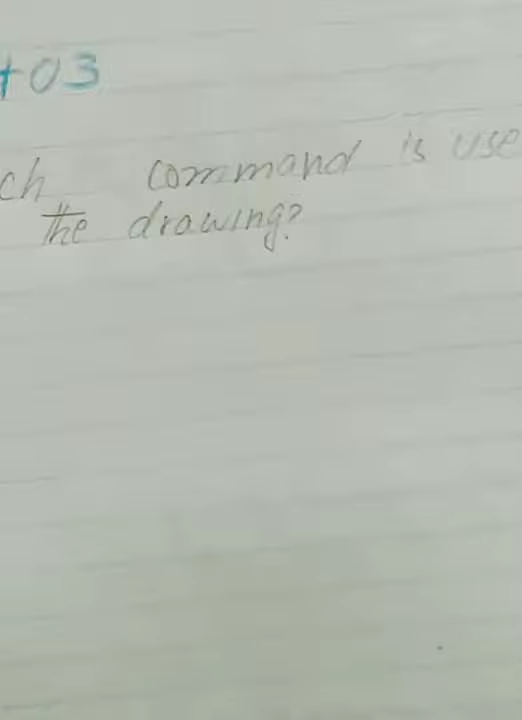 +03
ch command is use
the drawing?